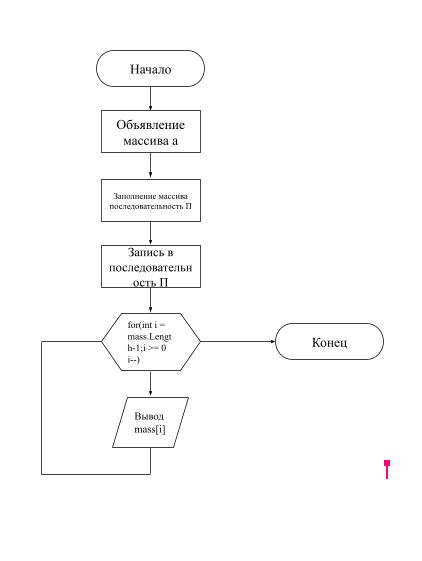 Начало
Объявление
массива a
Заполнение массива
последовательность П
Запись в
последовательн
ость П
for(int i =
mass.Lengt
h-1;i >= 0
i--)
Конец
Вывод
mass[i]